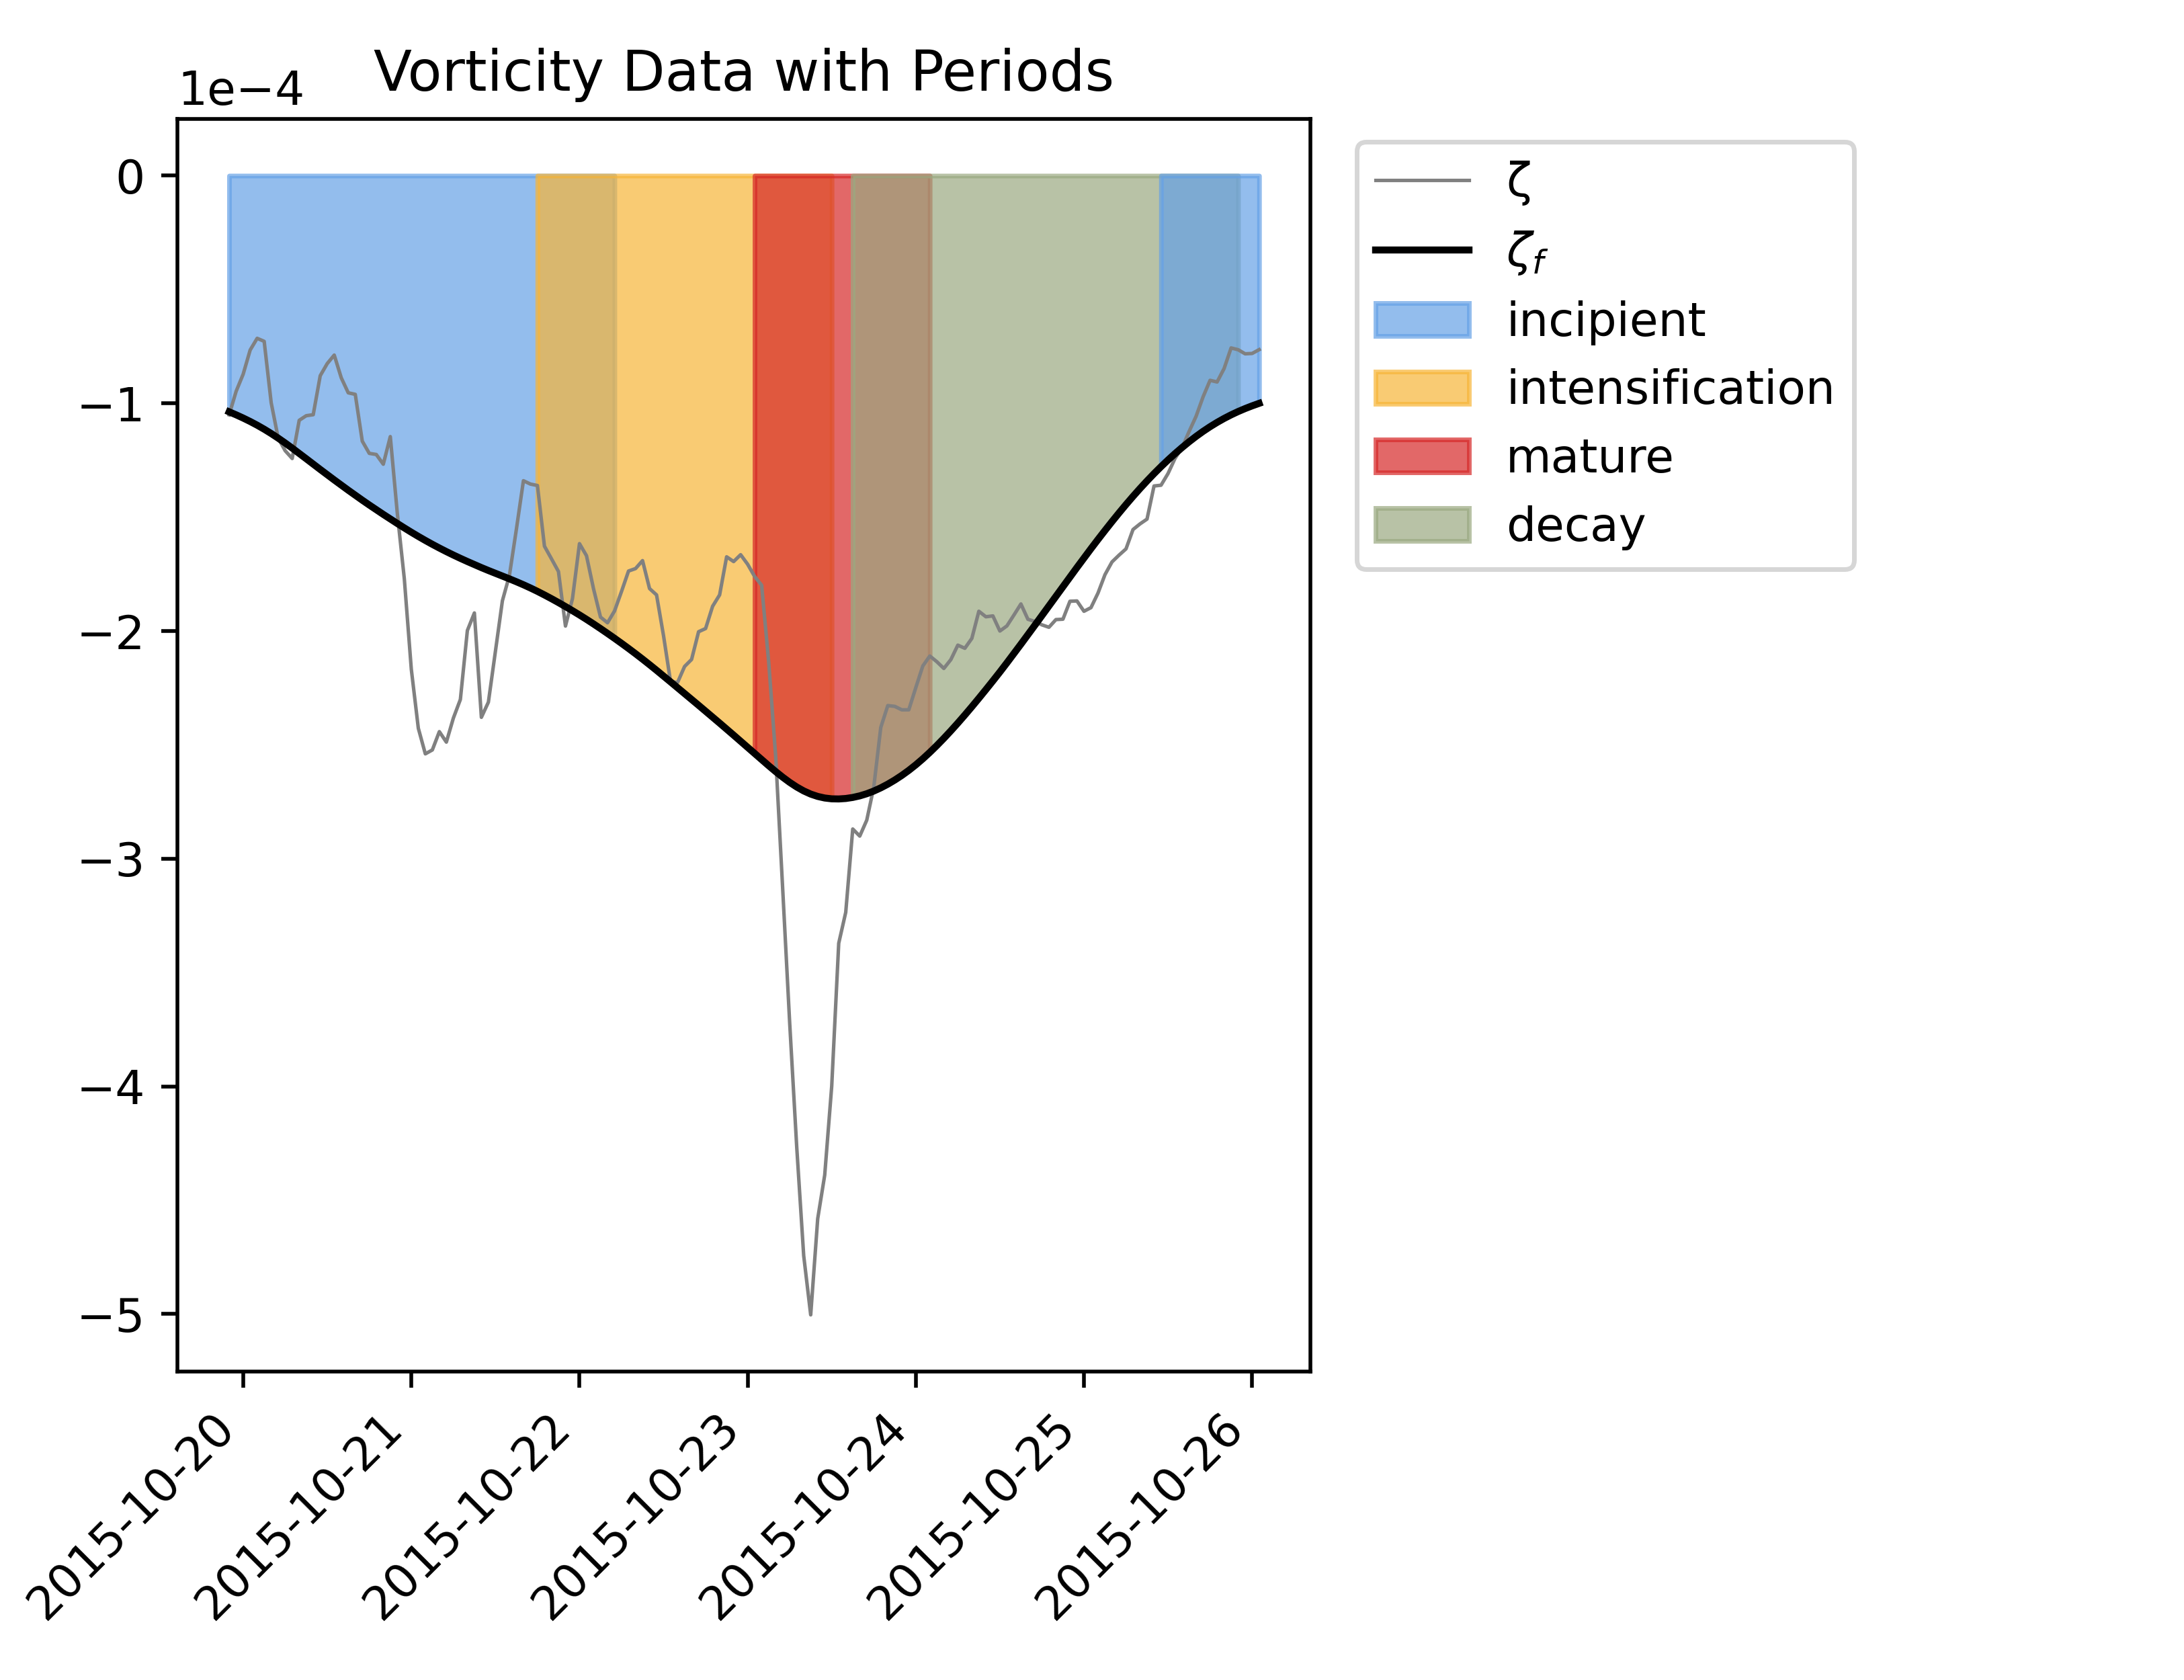 Vorticity Data with Periods
1e−4
0
−1
−2
−3
−4
−5
2015-10-20
2015-10-21
2015-10-22
2015-10-23
2015-10-24
2015-10-25
2015-10-26
ζ
ζf
incipient
intensification
mature
decay